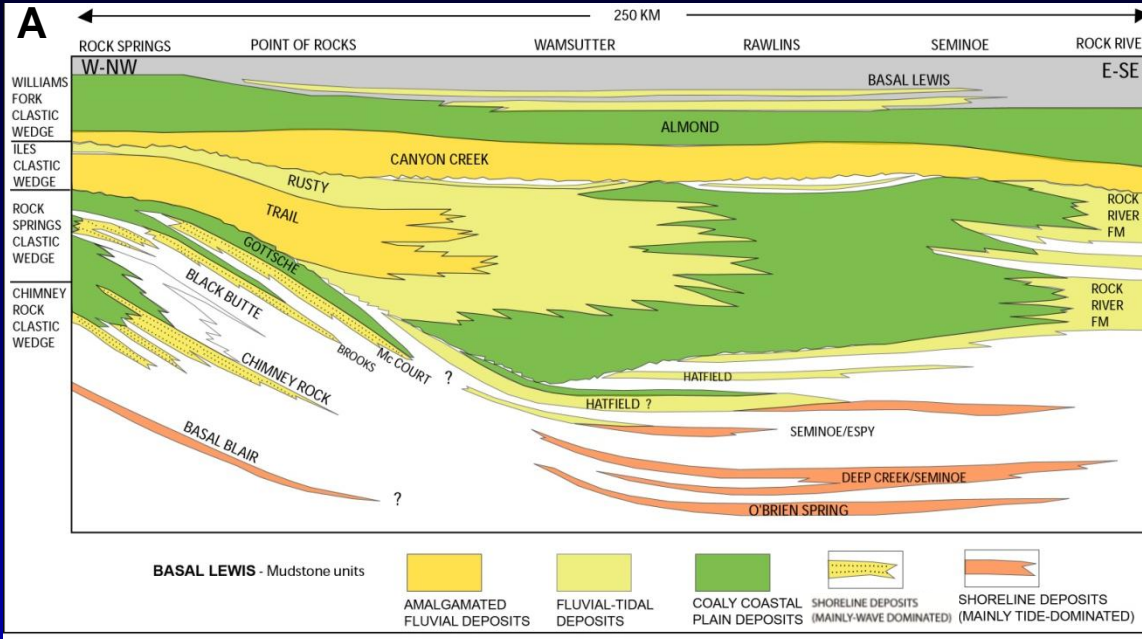 A
250 KM
ROCK SPRINGS
POINT OF ROCKS
WAMSUTTER
RAWLINS
SEMINOE
ROCK RIVE
W-NW
E-SE
WILLIAMS
FORK
CLASTIC
WEDGE
ILES
CLASTIC
WEDGE
ROCK
SPRINGS
CLASTIC
WEDGE
CHIMNEY
ROCK
CLASTIC
WEDGE
BASAL LEWIS
ALMOND
CANYON CREEK
RUSTY
TRAIL
GOTTSCHE
BLACK BUTTE
BROOKS
Mc COURT
?
CHIMNEY ROCK
BASAL BLAIR
?
ROCK
RIVER
FM
ROCK
RIVER
FM
HATFIELD
HATFIELD ?
SEMINOE/ESPY
DEEP CREEK/SEMINOE
O'BRIEN SPRING
BASAL LEWIS - Mudstone units
AMALGAMATED
FLUVIAL DEPOSITS
FLUVIAL-TIDAL
DEPOSITS
COALY COASTAL
PLAIN DEPOSITS
SHORELINE DEPOSITS
(MAINLY-WAVE DOMINATED)
SHORELINE DEPOSITS
(MAINLY TIDE-DOMINATED)